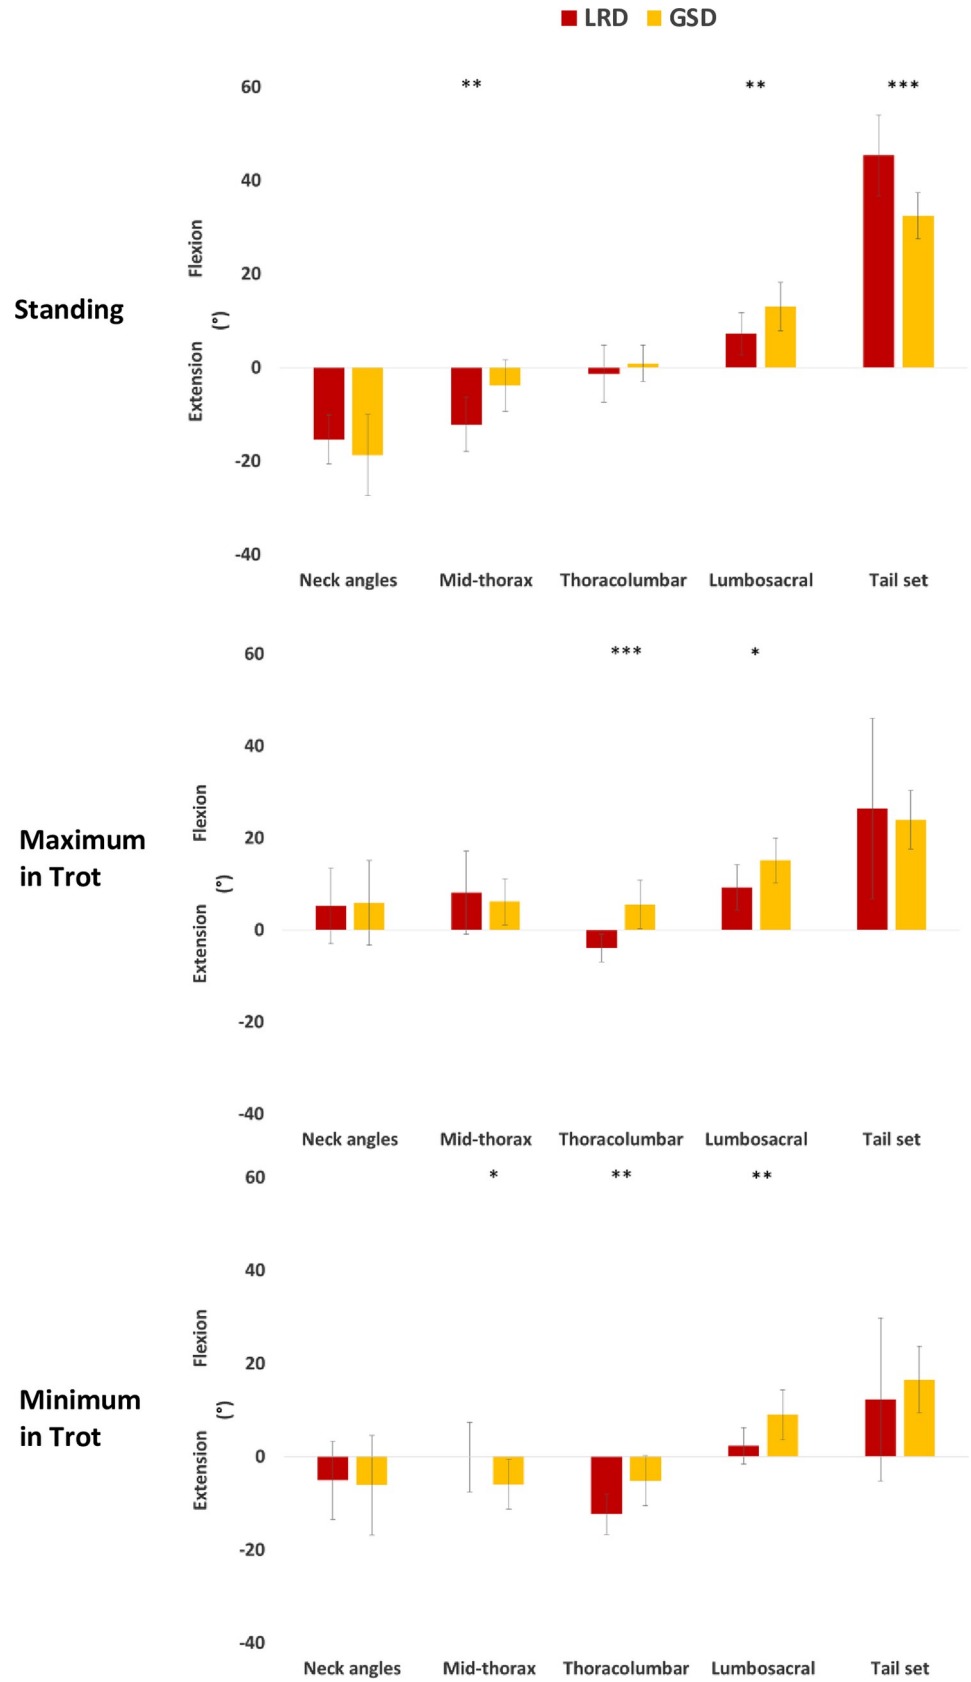 LRD GSD
** ** ***
60
40
20
0
-20
-40
Flexion
(°)
Extension
Standing
Neck angles Mid-thorax Thoracolumbar Lumbosacral Tail set
*** *
60
40
20
0
-20
-40
Flexion
(°)
Extension
Maximum
in Trot
Neck angles Mid-thorax Thoracolumbar Lumbosacral Tail set
* ** **
60
40
20
0
-20
-40
Flexion
(°)
Extension
Minimum
in Trot
Neck angles Mid-thorax Thoracolumbar Lumbosacral Tail set